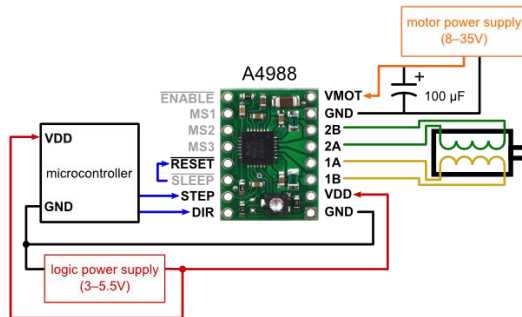 motor power supply
(8–35V)
A4988
+
100 µF
ENABLE
MS1
MS2
MS3
RESET
SLEEP
STEP
DIR
VMOT
GND
2B
2A
1A
1B
VDD
GND
VDD
microcontroller
GND
logic power supply
(3–5.5V)